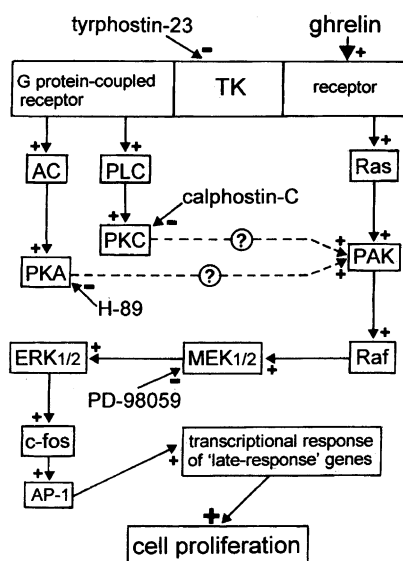 tyrphostin-23
-
ghrelin
+
G protein-coupled
receptor
TK
receptor
+
+
+
AC
PLC
Ras
+
-
calphostin-C
+
PKC
?
+
+
PKA
-
?
+
PAK
H-89
+
ERK1/2
+
MEK1/2
+
Raf
-
PD-98059
+
c-fos
+
AP-1
+
+
transcriptional response
of 'late-response' genes
+
cell proliferation